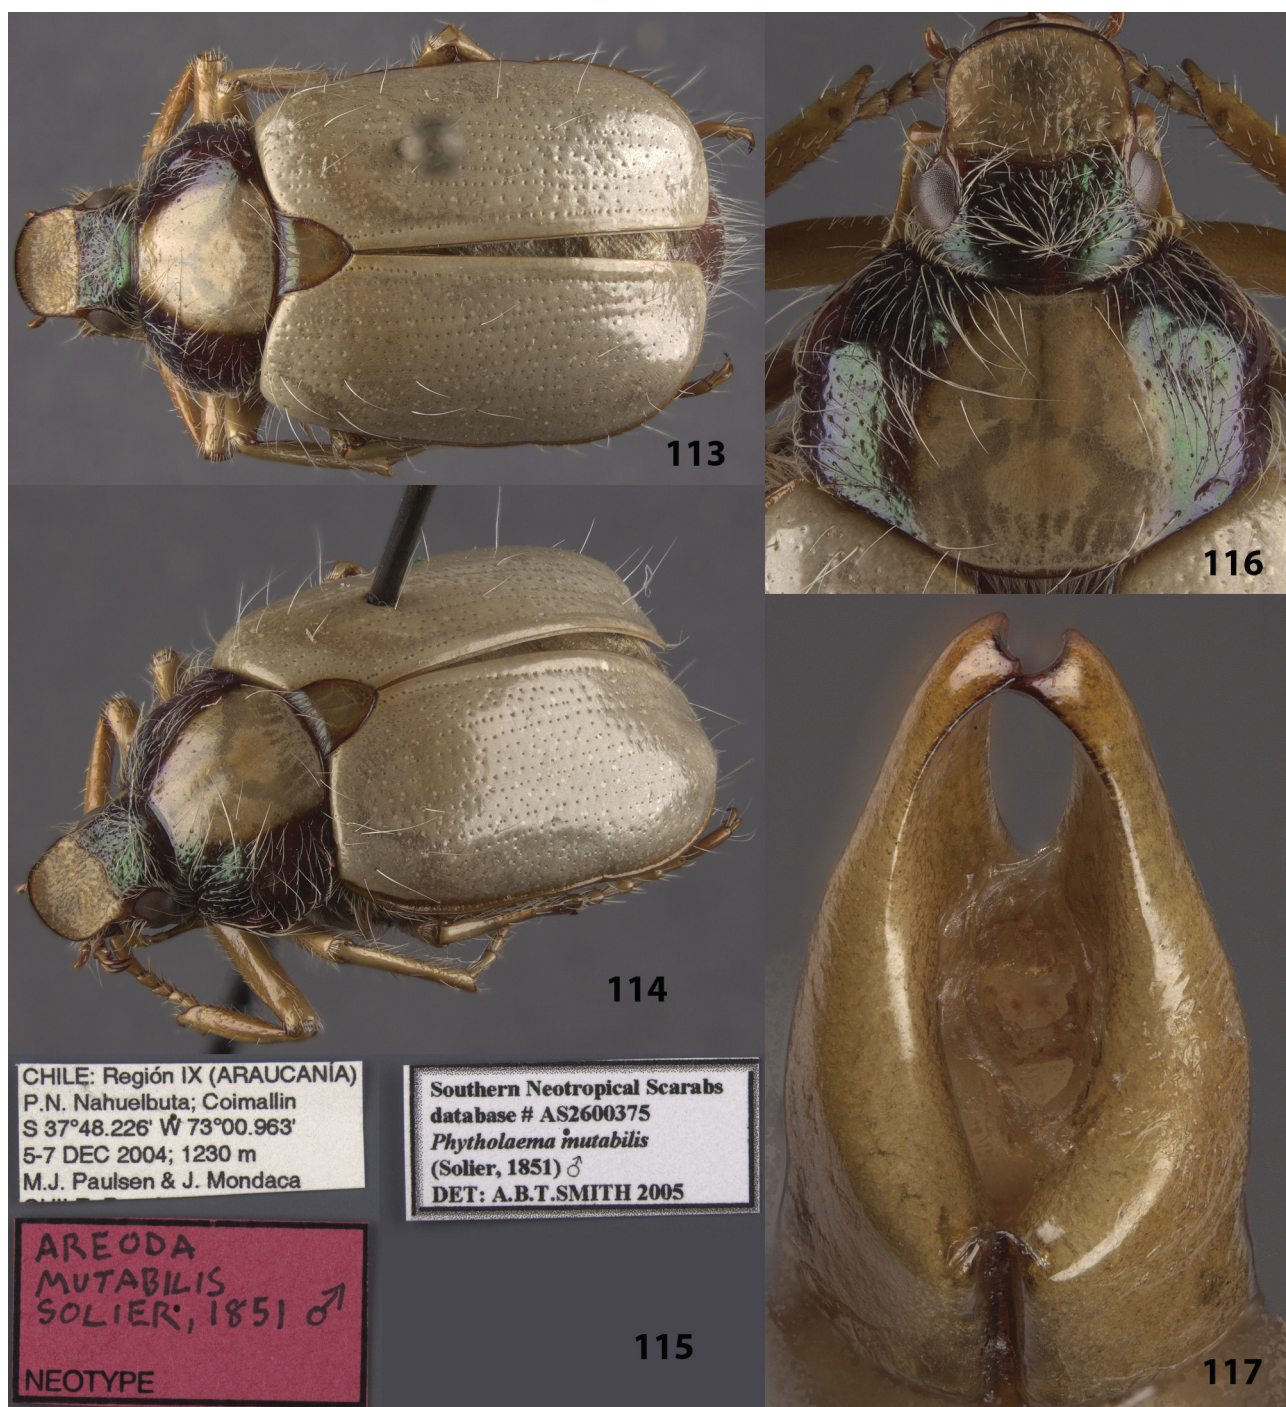 113
116
114
CHILE: Región IX (ARAUCANÍA)
P.N. Nahuelbuta; Coimallin
S 37°48.226' W 73°00.963'
5-7 DEC 2004; 1230 m
M.J. Paulsen & J. Mondaca
Southern Neotropical Scarabs
database # AS2600375
Phytholaema mutabilis
(Solier, 1851) ♂
DET: A.B.T.SMITH 2005
AREODA
MUTABILIS
SOLIER, 1851 ♂
NEOTYPE
115
117